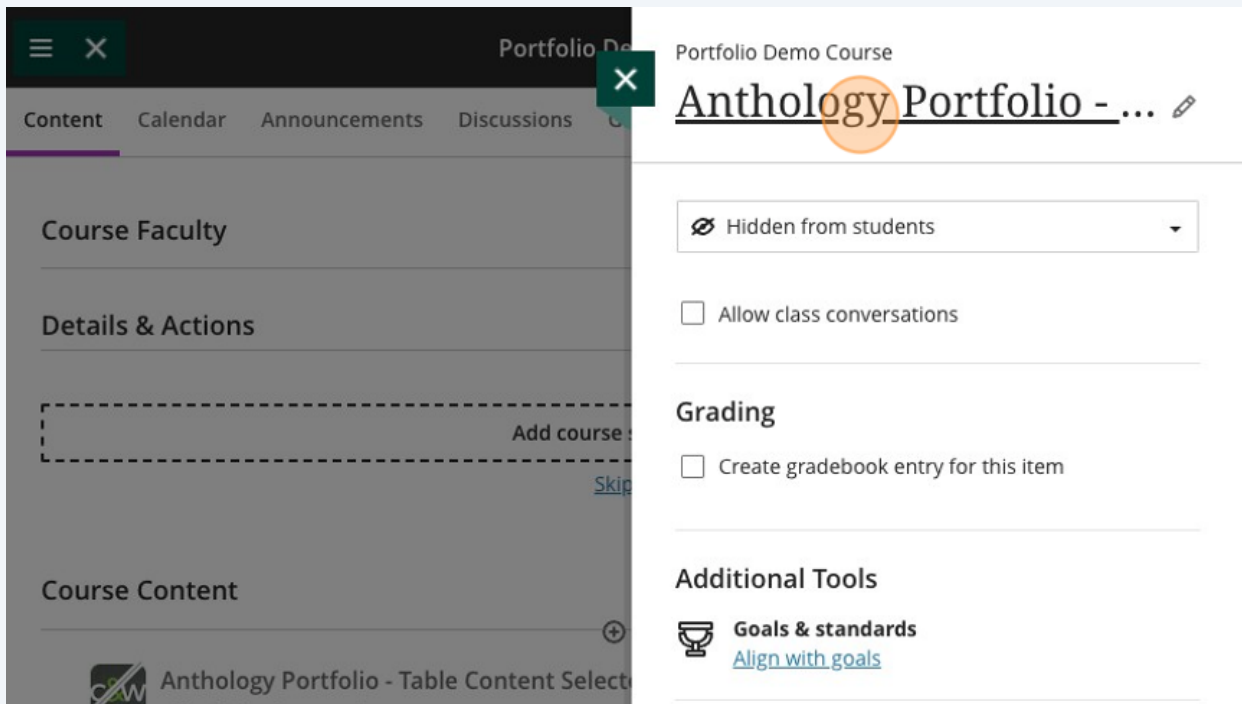 Portfolio De
Content Calendar Announcements Discussions
Course Faculty
Details & Actions
Add course s
Skip
Course Content
Anthology Portfolio - Table Content Selecto
Portfolio Demo Course
Anthology Portfolio - ...
Hidden from students
Allow class conversations
Grading
Create gradebook entry for this item
Additional Tools
Goals & standards
Align with goals